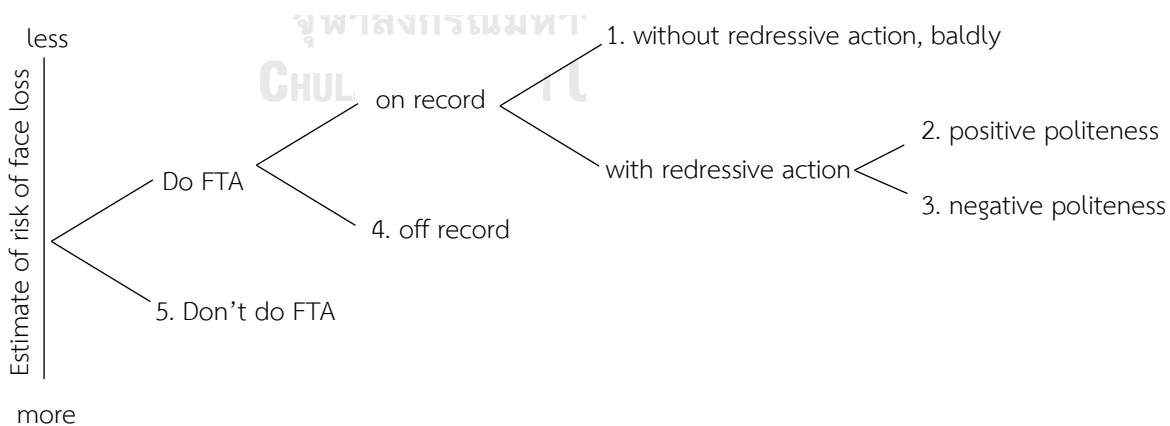 less
1. without redressive action, baldly
on record
2. positive politeness
with redressive action
Do FTA
3. negative politeness
4. off record
5. Don't do FTA
more
Estimate of risk of face loss